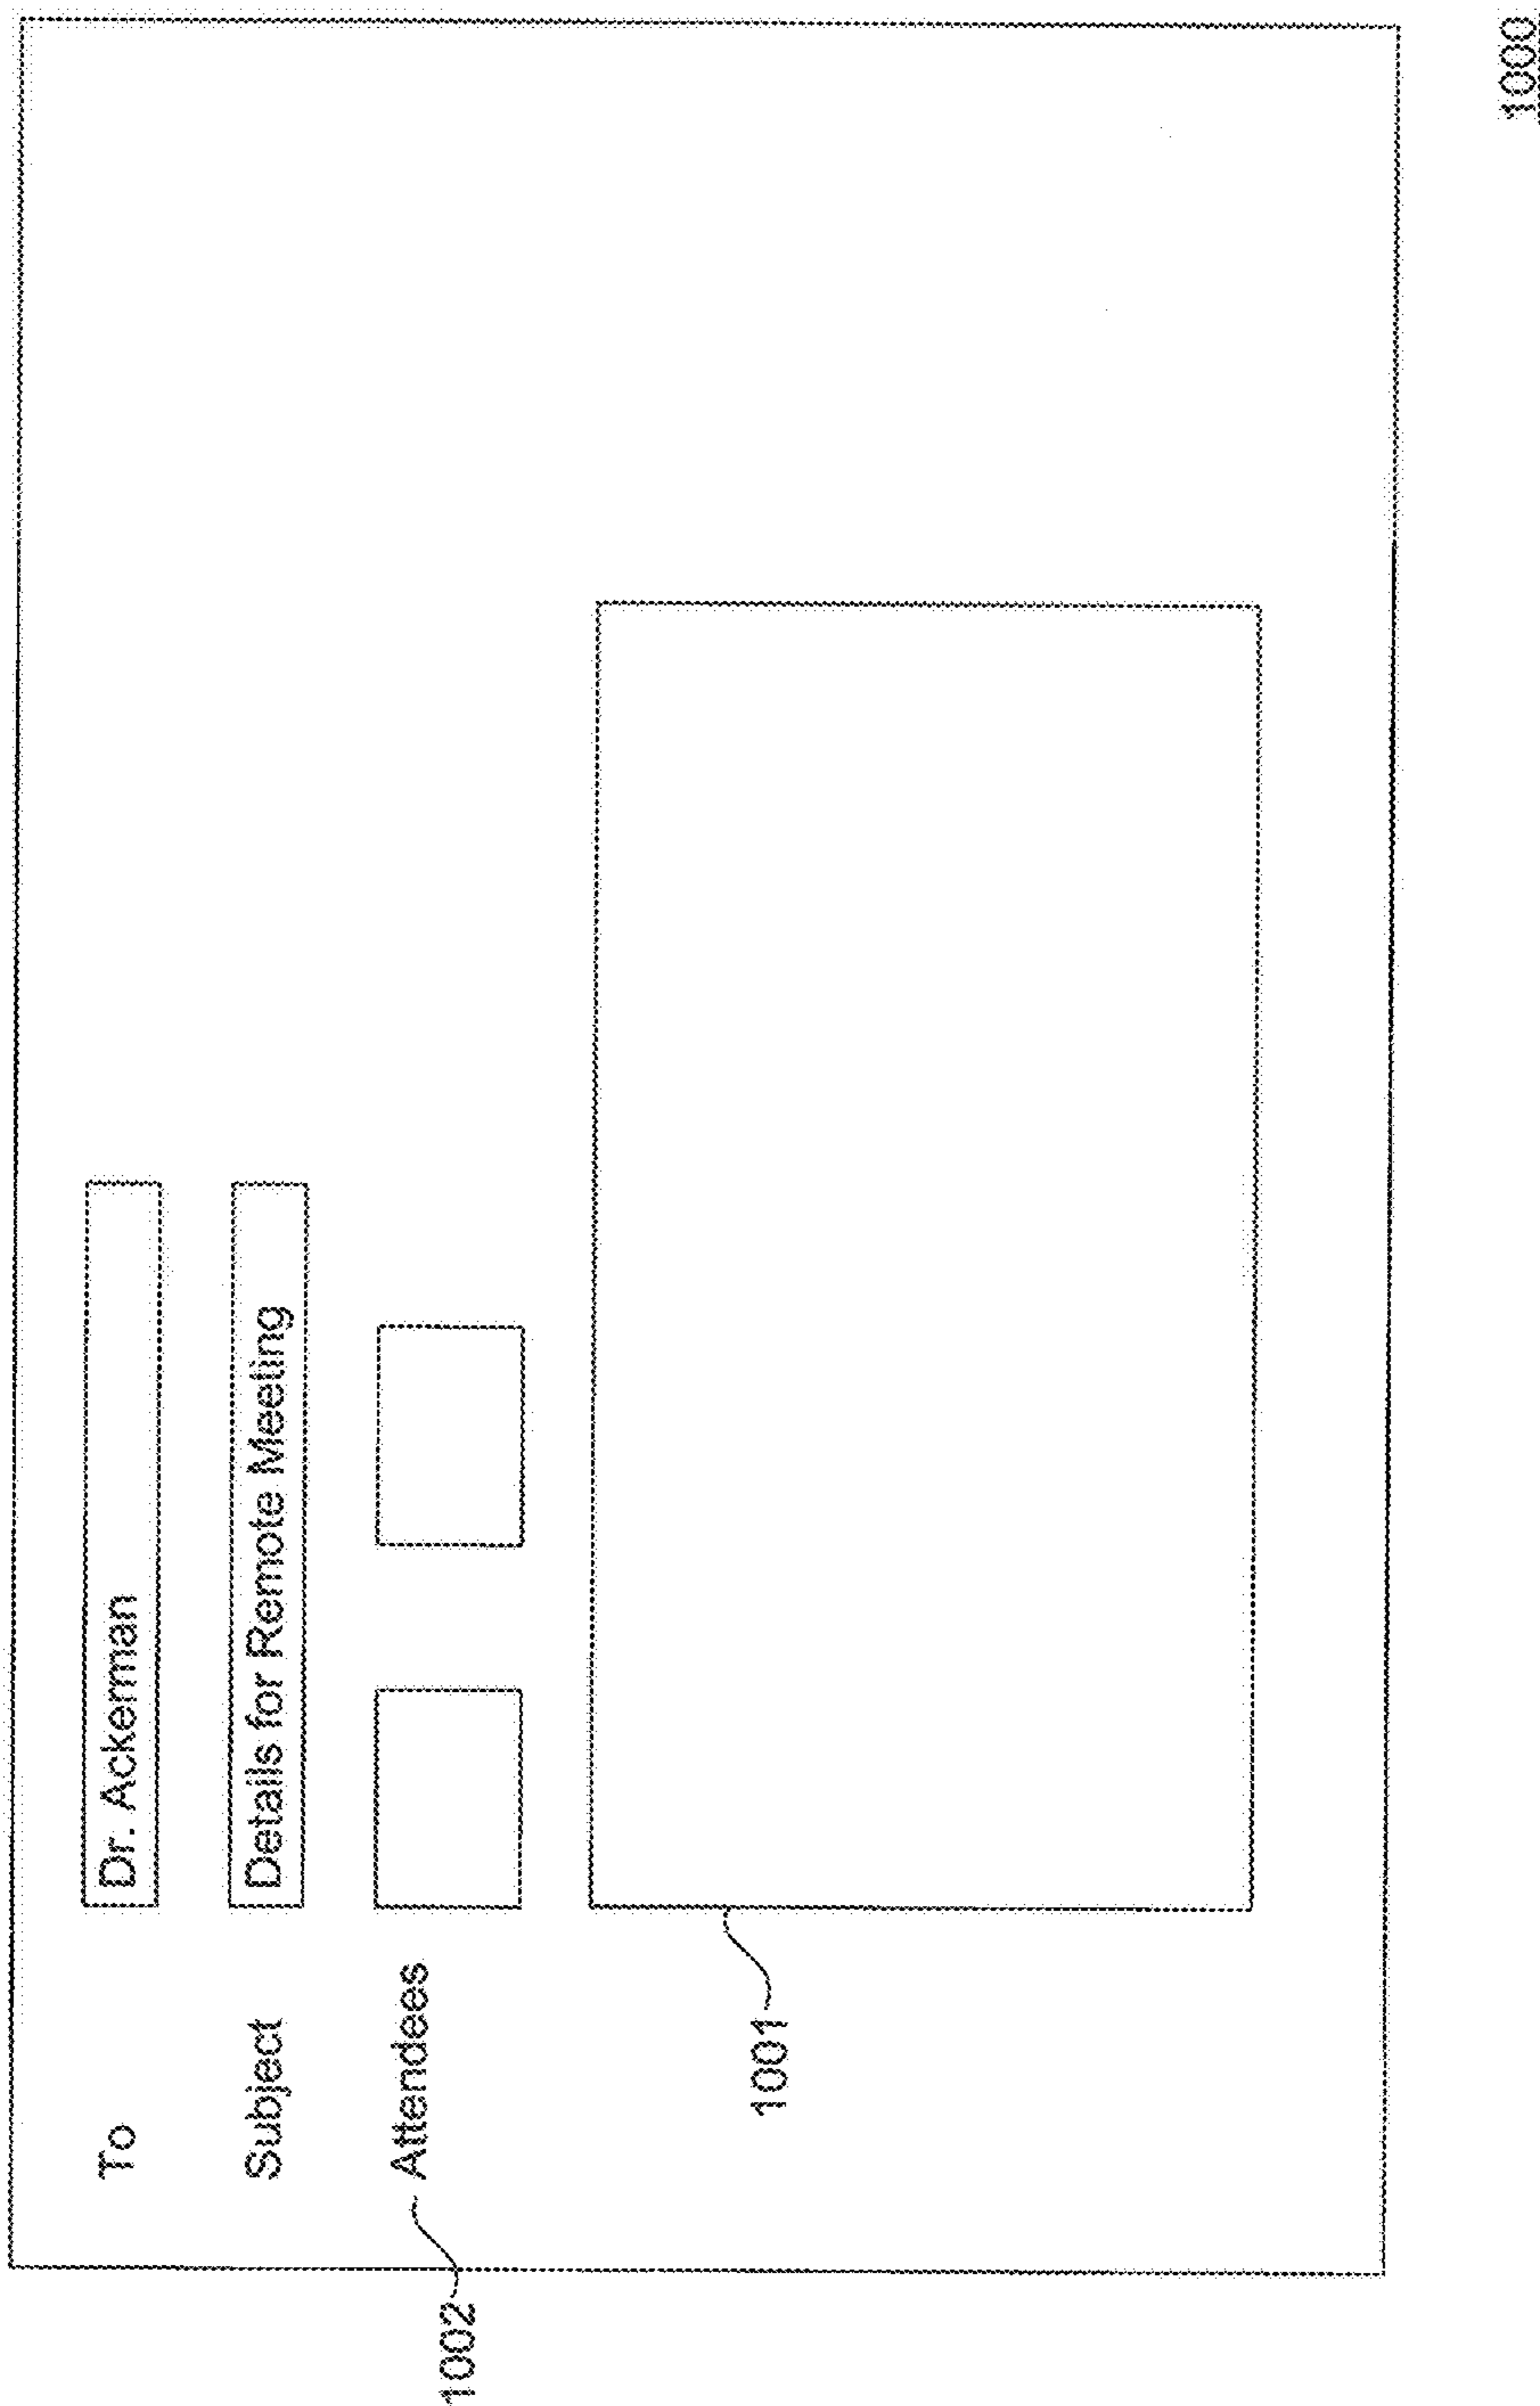 To Dr. Ackerman
Subject Details for Remote Meeting
1002 Attendees
1001
1000